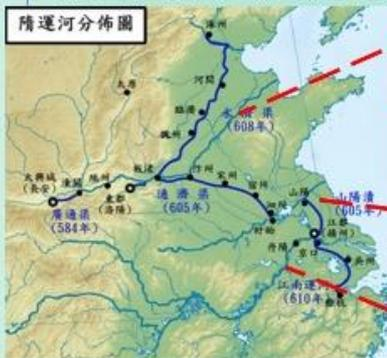 隋運河分佈圖
涿州
河間
太原
臨清
永濟渠
(608年)
魏州
大興城
(長安)
潼關
陝州
板渚
汴州
宋州
東都
(洛陽)
通濟渠
(605年)
宿州
泗州
盱眙
山陽
山陽瀆
(605年)
廣通渠
(584年)
江都
(揚州)
丹陽
京口
蘇州
江南運河
(610年)
餘杭